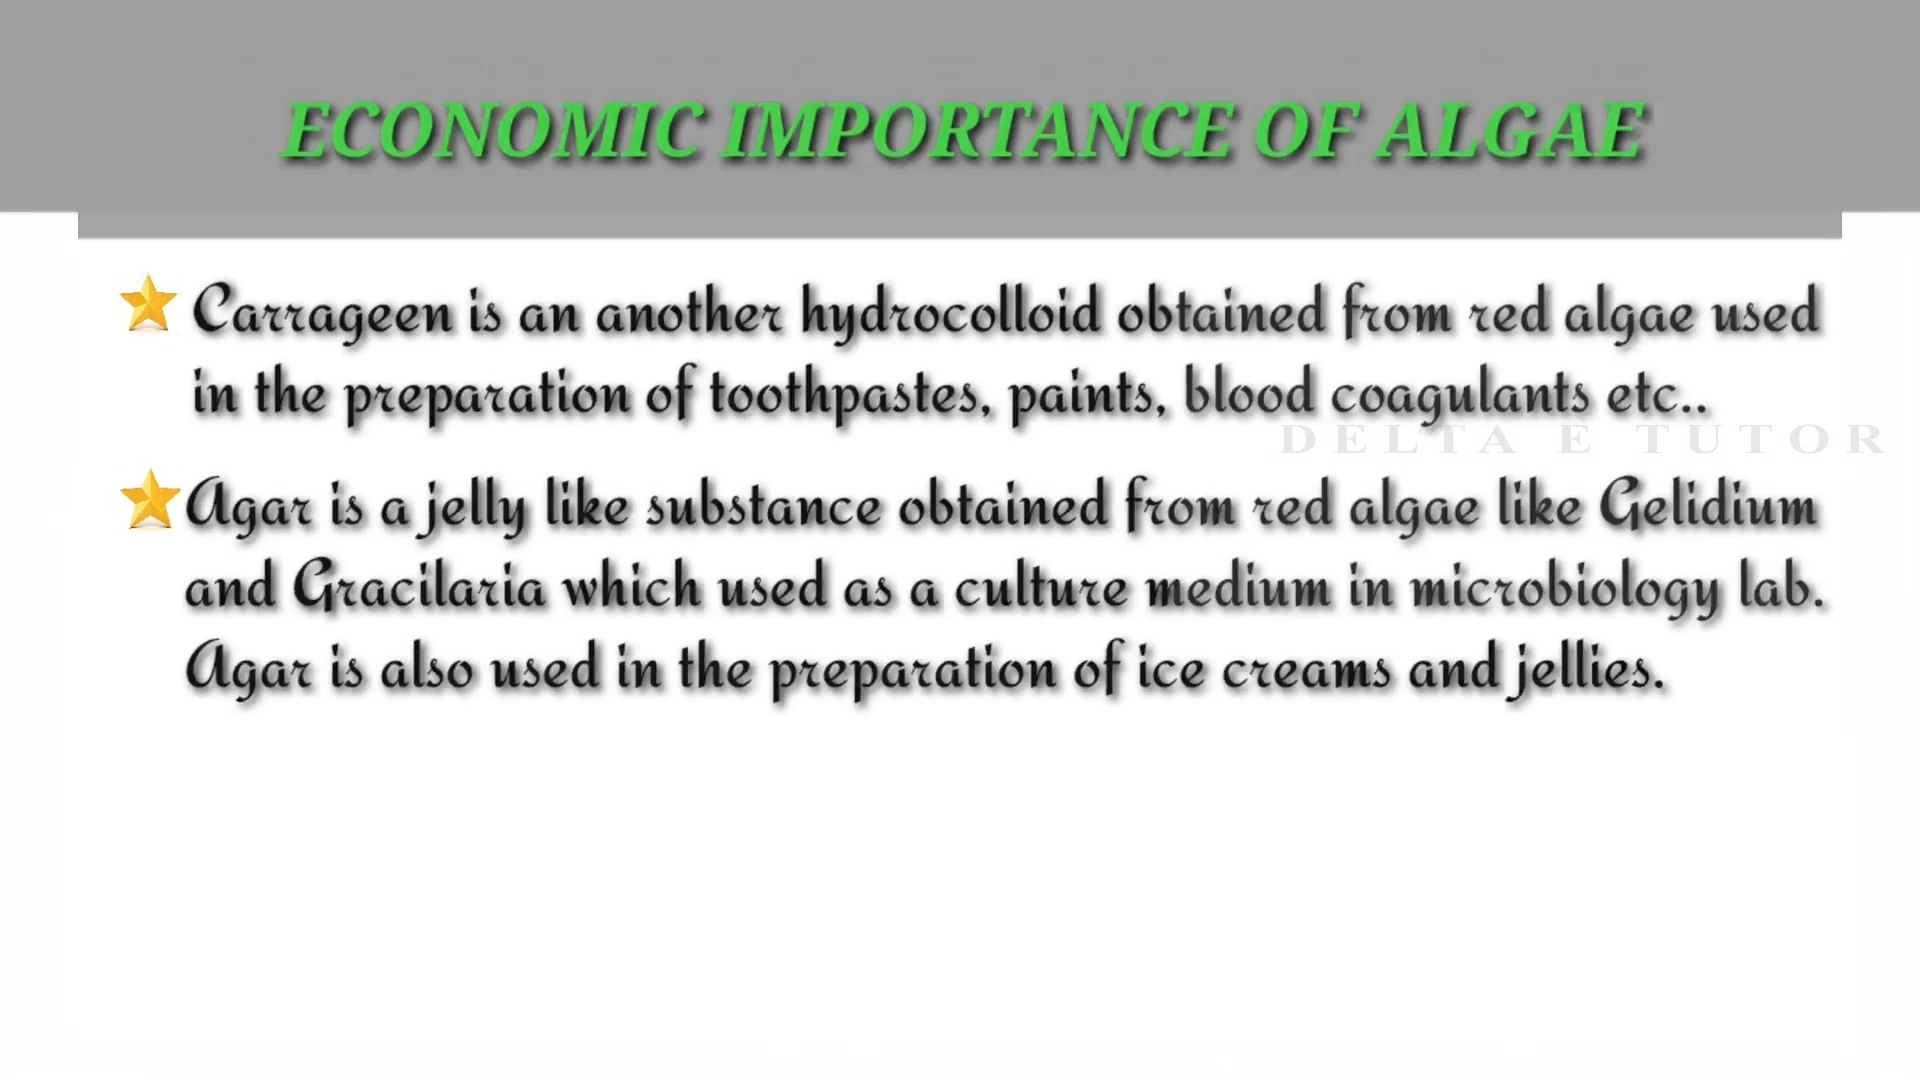 ECONOMIC IMPORTANCE OF ALGAE
Carrageen is an another hydrocolloid obtained from red algae used
in the preparation of toothpastes, paints, blood coagulants etc..
DELTA E TUTOR
Agar is a jelly like substance obtained from red algae like Gelidium
and Gracilaria which used as a culture medium in microbiology lab.
Agar is also used in the preparation of ice creams and jellies.